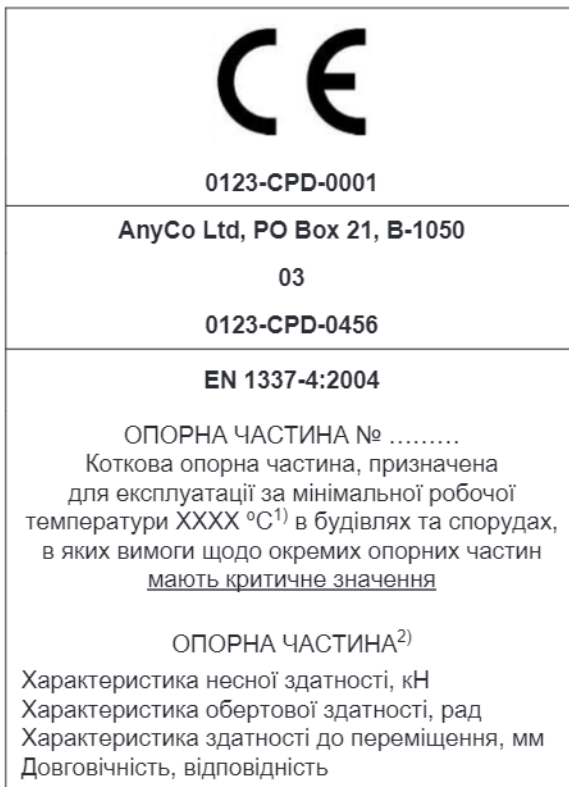 CE
0123-CPD-0001
AnyCo Ltd, PO Box 21, B-1050
03
0123-CPD-0456
EN 1337-4:2004
ОПОРНА ЧАСТИНА № .........
Коткова опорна частина, призначена
для експлуатації за мінімальної робочої
температури XXXX ºС¹⁾ в будівлях та спорудах,
в яких вимоги щодо окремих опорних частин
мають критичне значення
ОПОРНА ЧАСТИНА²⁾
Характеристика несної здатності, кН
Характеристика обертової здатності, рад
Характеристика здатності до переміщення, мм
Довговічність, відповідність